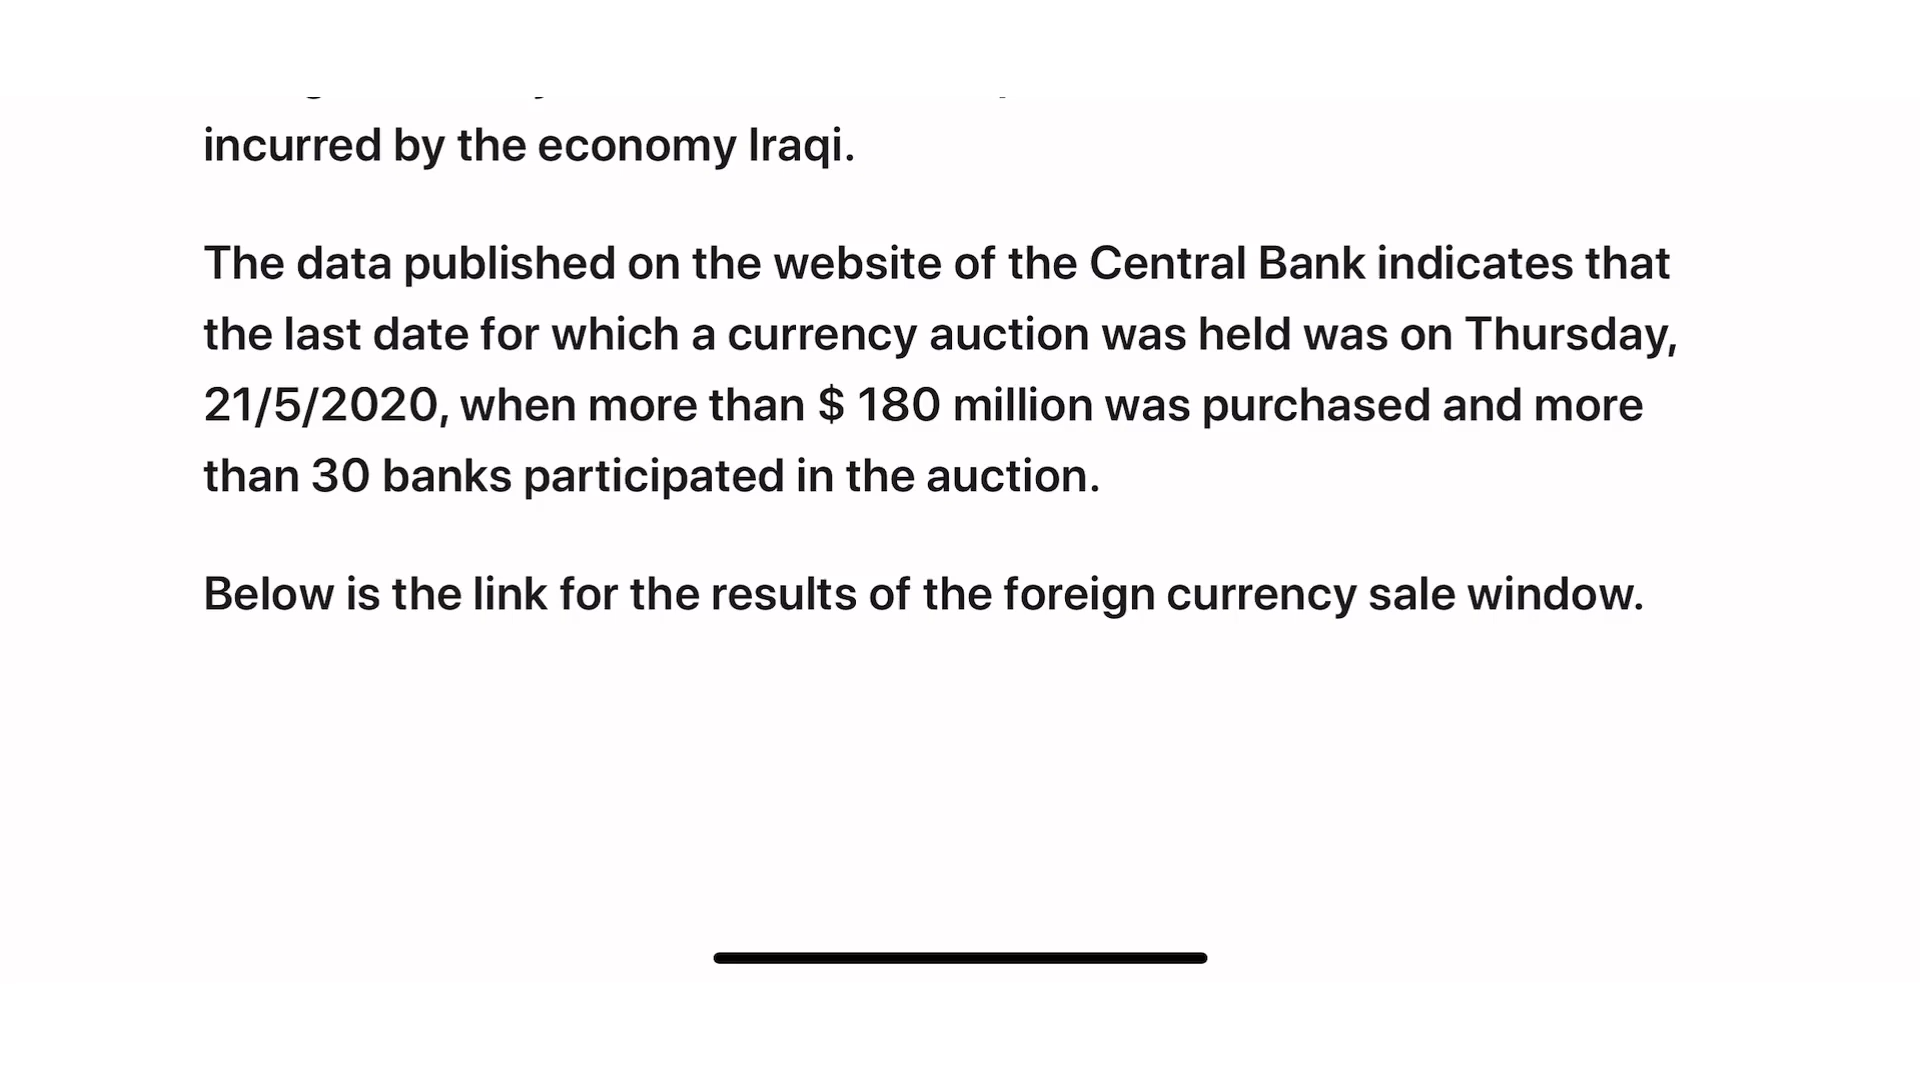 incurred by the economy Iraqi.
The data published on the website of the Central Bank indicates that
the last date for which a currency auction was held was on Thursday,
21/5/2020, when more than $ 180 million was purchased and more
than 30 banks participated in the auction.
Below is the link for the results of the foreign currency sale window.